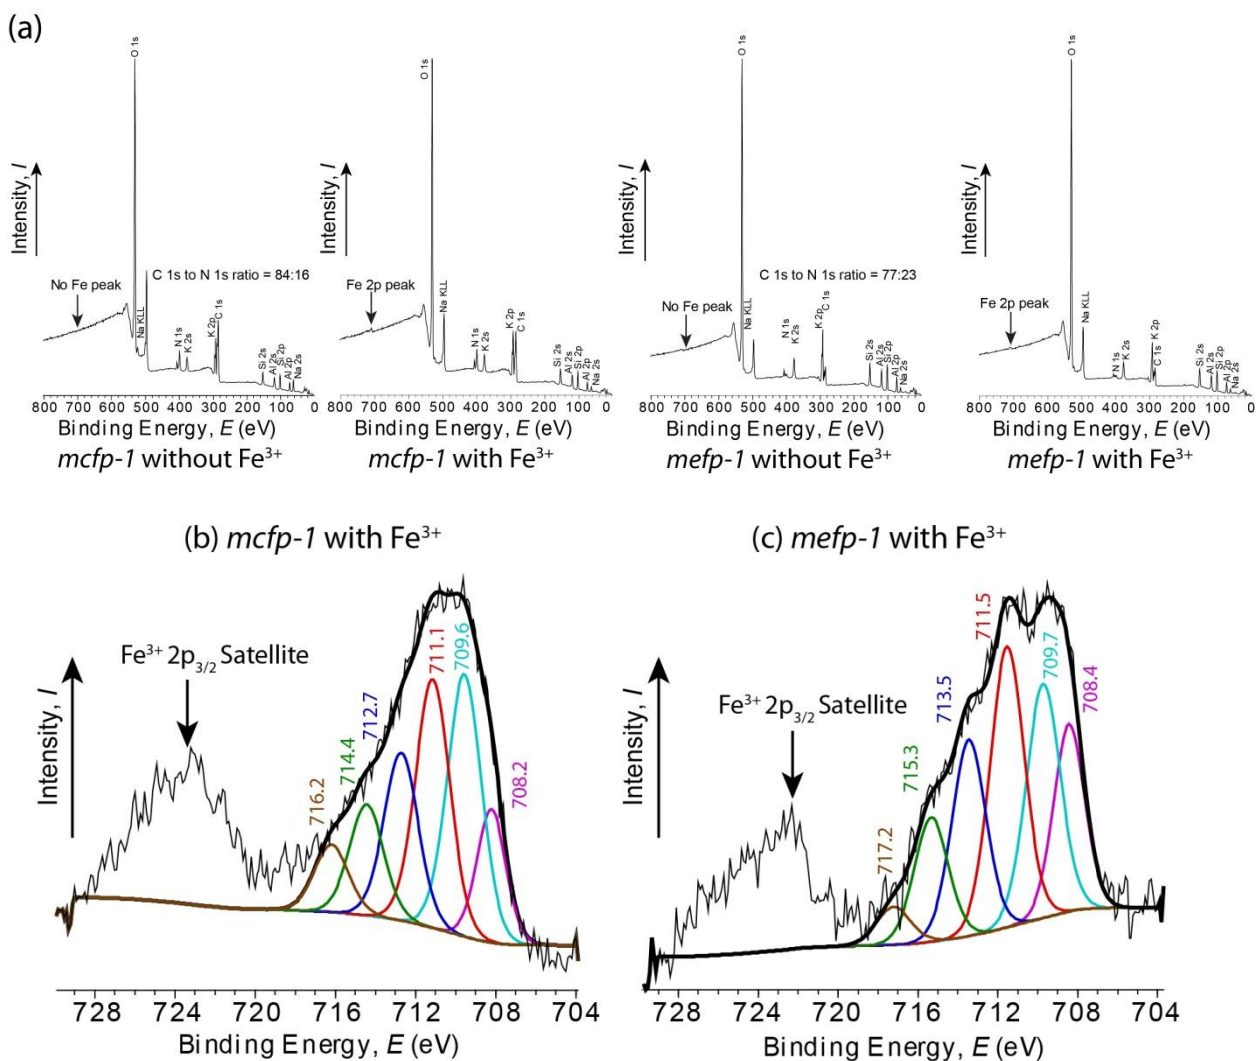 (a)
Intensity, I
O 1s
No Fe peak
C 1s to N 1s ratio = 84:16
Na KLL
N 1s
K 2s
K 2p
C 1s
Si 2s
Al 2s
Si 2p
Al 2p
Na 2s
800 700 600 500 400 300 200 100 0
Binding Energy, E (eV)
mcfp-1 without Fe³⁺
Intensity, I
O 1s
Fe 2p peak
Na KLL
N 1s
K 2s
K 2p
C 1s
Si 2s
Al 2s
Si 2p
Al 2p
Na 2s
800 700 600 500 400 300 200 100 0
Binding Energy, E (eV)
mcfp-1 with Fe³⁺
Intensity, I
O 1s
C 1s to N 1s ratio = 77:23
No Fe peak
Na KLL
N 1s
K 2s
K 2p
C 1s
Si 2s
Al 2s
Si 2p
Al 2p
Na 2s
800 700 600 500 400 300 200 100 0
Binding Energy, E (eV)
mefp-1 without Fe³⁺
Intensity, I
O 1s
Fe 2p peak
Na KLL
N 1s
K 2s
K 2p
C 1s
Si 2s
Al 2s
Si 2p
Al 2p
Na 2s
800 700 600 500 400 300 200 100 0
Binding Energy, E (eV)
mefp-1 with Fe³⁺
(b) mcfp-1 with Fe³⁺
Intensity, I
Fe³⁺ 2p₃/₂ Satellite
716.2
714.4
712.7
711.1
709.6
708.2
728 724 720 716 712 708 704
Binding Energy, E (eV)
(c) mefp-1 with Fe³⁺
Intensity, I
Fe³⁺ 2p₃/₂ Satellite
717.2
715.3
713.5
711.5
709.7
708.4
728 724 720 716 712 708 704
Binding Energy, E (eV)